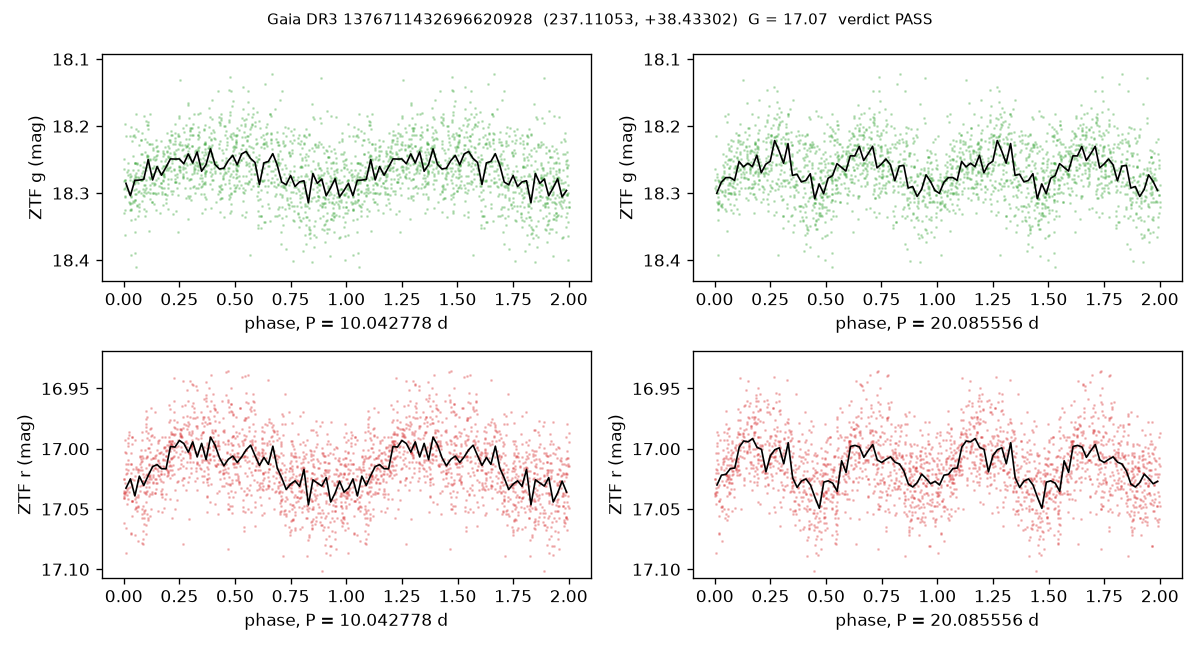 Gaia DR3 1376711432696620928 (237.11053, +38.43302) G = 17.07 verdict PASS
ZTF g (mag)
18.1
18.2
18.3
18.4
0.00 0.25 0.50 0.75 1.00 1.25 1.50 1.75 2.00
phase, P = 10.042778 d
ZTF g (mag)
18.1
18.2
18.3
18.4
0.00 0.25 0.50 0.75 1.00 1.25 1.50 1.75 2.00
phase, P = 20.085556 d
ZTF r (mag)
16.95
17.00
17.05
17.10
0.00 0.25 0.50 0.75 1.00 1.25 1.50 1.75 2.00
phase, P = 10.042778 d
ZTF r (mag)
16.95
17.00
17.05
17.10
0.00 0.25 0.50 0.75 1.00 1.25 1.50 1.75 2.00
phase, P = 20.085556 d